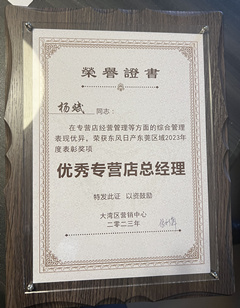 榮譽證書
杨斌 同志：
在专营店经营管理等方面的综合管理
表现优异。荣获东风日产东莞区域2023年
度表彰奖项
优秀专营店总经理
特发此证 以资鼓励
大湾区营销中心
二〇二三年